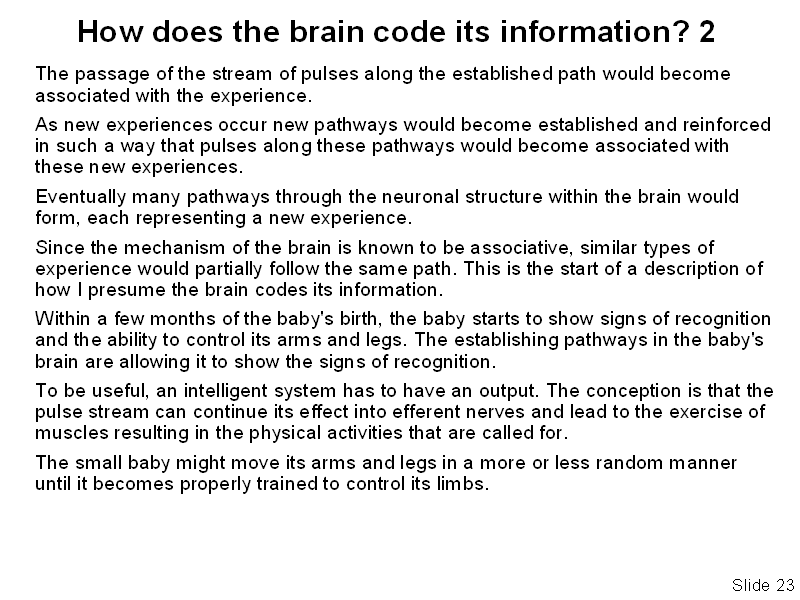 How does the brain code its information? 2
The passage of the stream of pulses along the established path would become
associated with the experience.
As new experiences occur new pathways would become established and reinforced
in such a way that pulses along these pathways would become associated with
these new experiences.
Eventually many pathways through the neuronal structure within the brain would
form, each representing a new experience.
Since the mechanism of the brain is known to be associative, similar types of
experience would partially follow the same path. This is the start of a description of
how I presume the brain codes its information.
Within a few months of the baby's birth, the baby starts to show signs of recognition
and the ability to control its arms and legs. The establishing pathways in the baby's
brain are allowing it to show the signs of recognition.
To be useful, an intelligent system has to have an output. The conception is that the
pulse stream can continue its effect into efferent nerves and lead to the exercise of
muscles resulting in the physical activities that are called for.
The small baby might move its arms and legs in a more or less random manner
until it becomes properly trained to control its limbs.
Slide 23